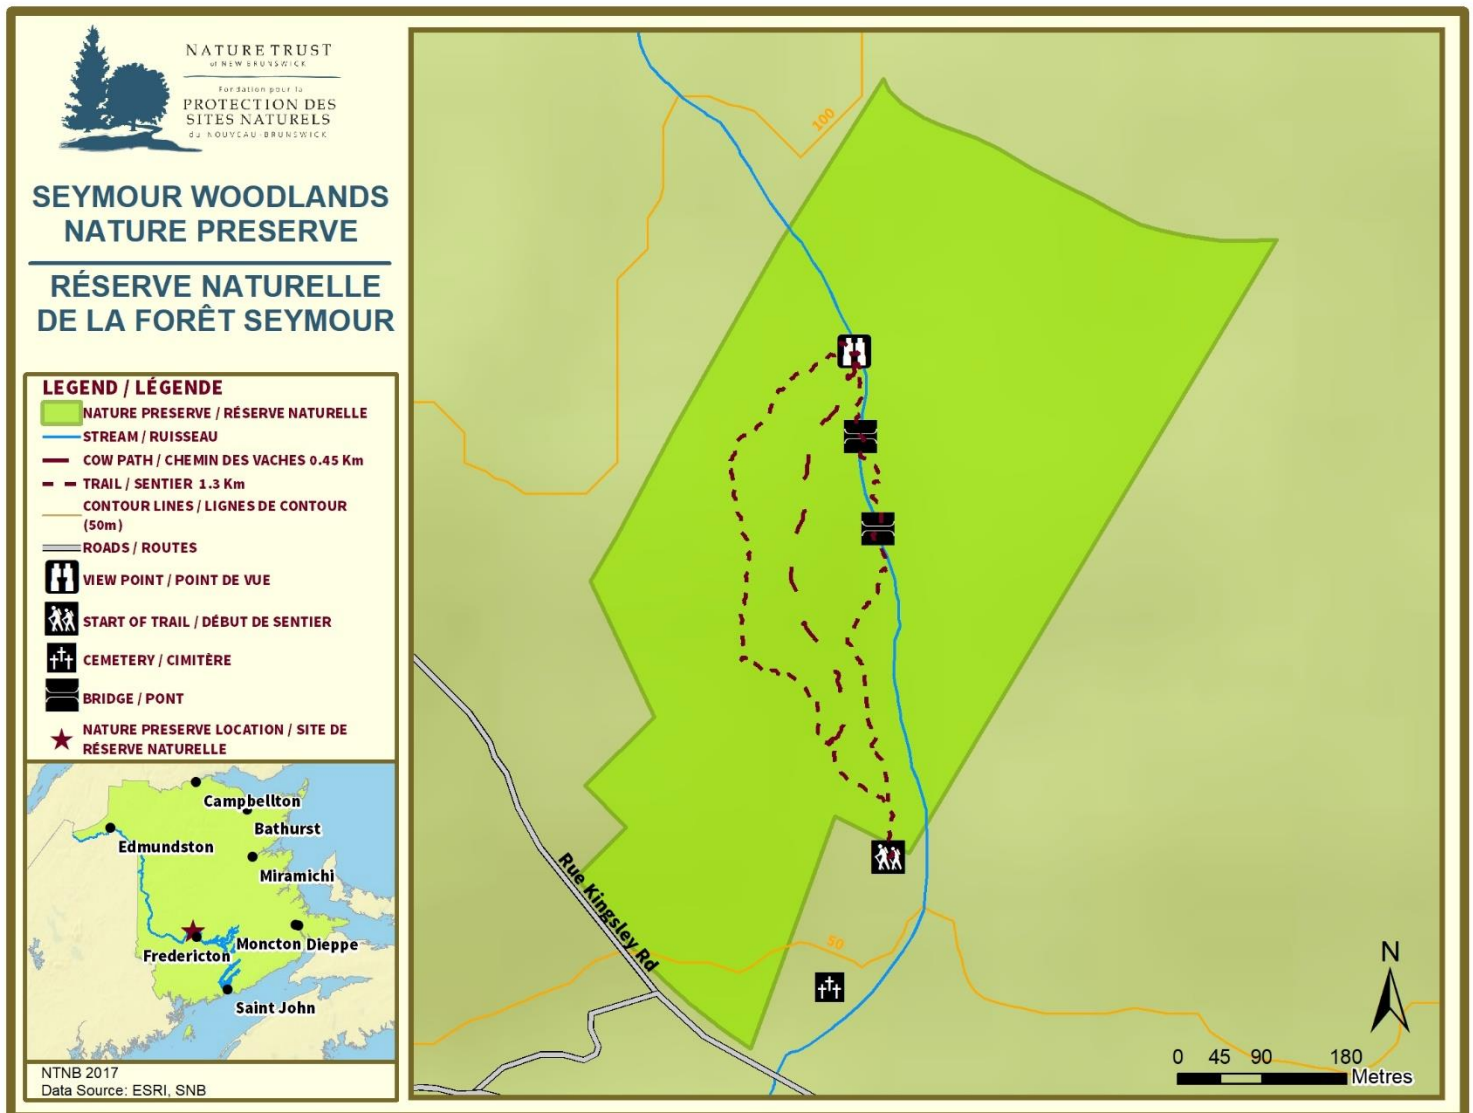 NATURE TRUST
of NEW BRUNSWICK
Fondation pour la
PROTECTION DES
SITES NATURELS
du NOUVEAU-BRUNSWICK
SEYMOUR WOODLANDS
NATURE PRESERVE
RÉSERVE NATURELLE
DE LA FORÊT SEYMOUR
LEGEND / LÉGENDE
NATURE PRESERVE / RÉSERVE NATURELLE
STREAM / RUISSEAU
COW PATH / CHEMIN DES VACHES 0.45 Km
TRAIL / SENTIER 1.3 Km
CONTOUR LINES / LIGNES DE CONTOUR
(50m)
ROADS / ROUTES
VIEW POINT / POINT DE VUE
START OF TRAIL / DÉBUT DE SENTIER
CEMETERY / CIMITÈRE
BRIDGE / PONT
NATURE PRESERVE LOCATION / SITE DE
RÉSERVE NATURELLE
Campbellton
Bathurst
Edmundston
Miramichi
Moncton Dieppe
Fredericton
Saint John
NTNB 2017
Data Source: ESRI, SNB
100
Rue Kingsley Rd
50
N
0 45 90 180
Metres